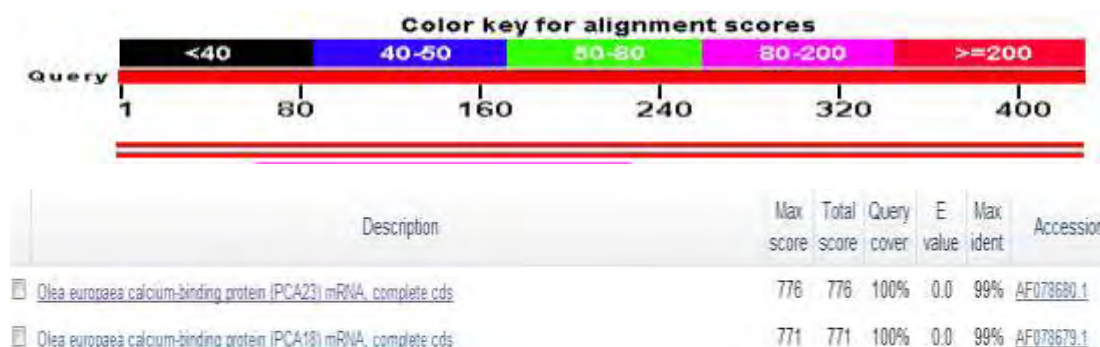 Color key for alignment scores
<40 40-50 50-80 80-200 >=200
Query
1 80 160 240 320 400
Description Max score Total score Query cover E value Max ident Accession
Olea europaea calcium-binding protein (PCA23) mRNA, complete cds 776 776 100% 0.0 99% AF078680.1
Olea europaea calcium-binding protein (PCA18) mRNA, complete cds 771 771 100% 0.0 99% AF078679.1